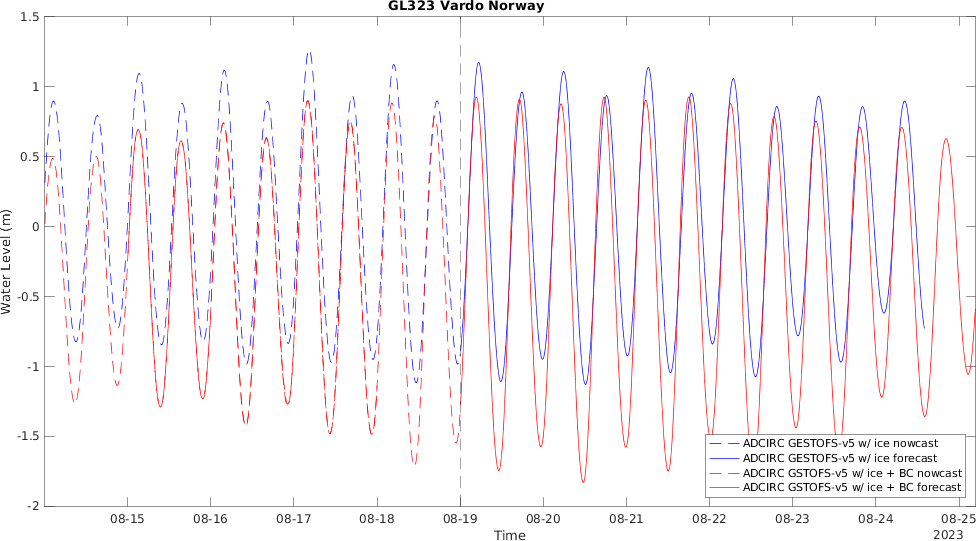 GL323 Vardo Norway
1.5
1
0.5
0
-0.5
-1
-1.5
-2
Water Level (m)
ADCIRC GESTOFS-v5 w/ ice nowcast
ADCIRC GESTOFS-v5 w/ ice forecast
ADCIRC GSTOFS-v5 w/ ice + BC nowcast
ADCIRC GSTOFS-v5 w/ ice + BC forecast
08-15 08-16 08-17 08-18 08-19 08-20 08-21 08-22 08-23 08-24 08-25
Time
2023